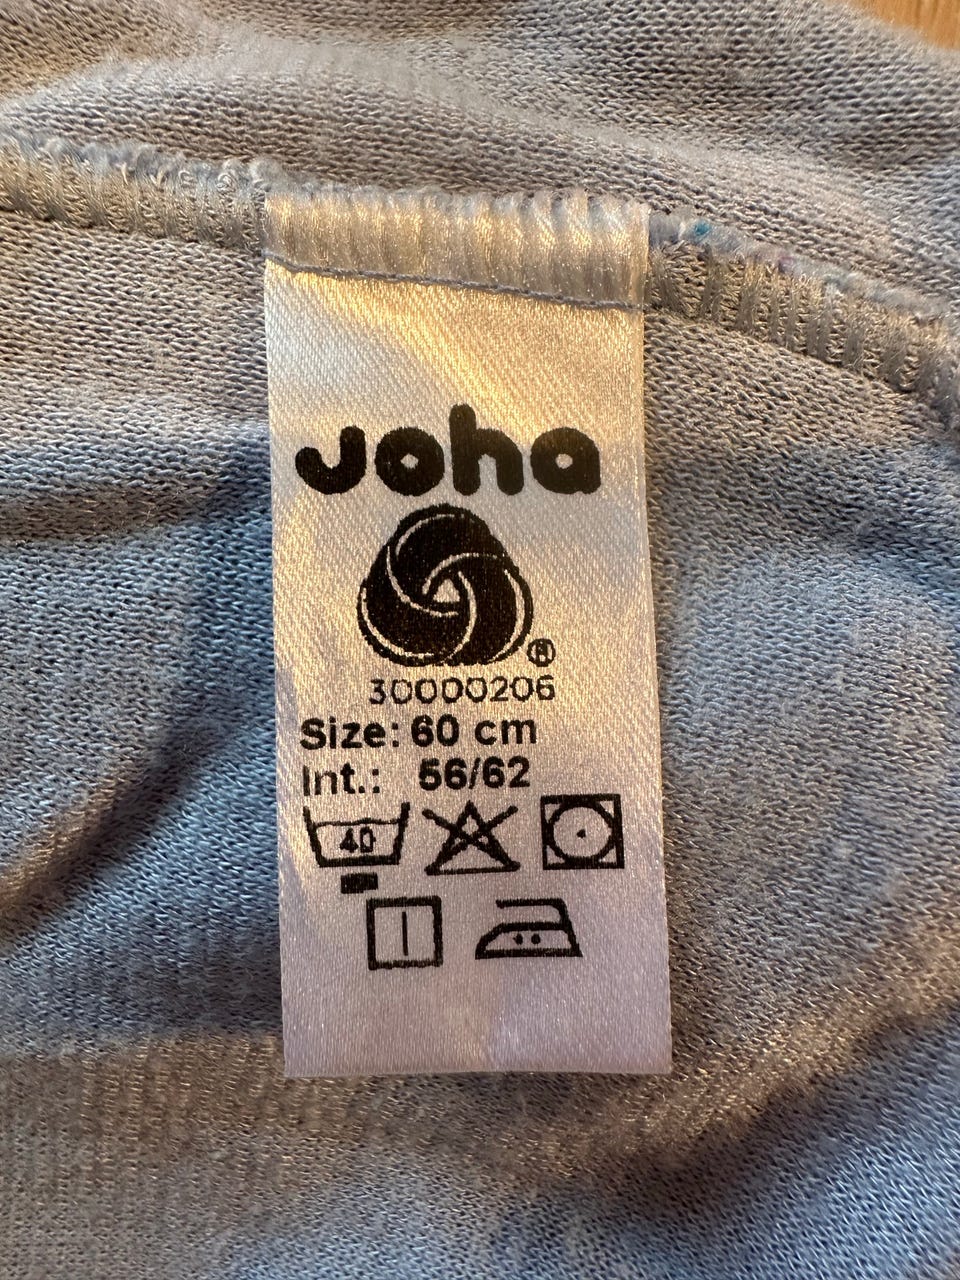 Joha
®
30000206
Size: 60 cm
Int.: 56/62
40